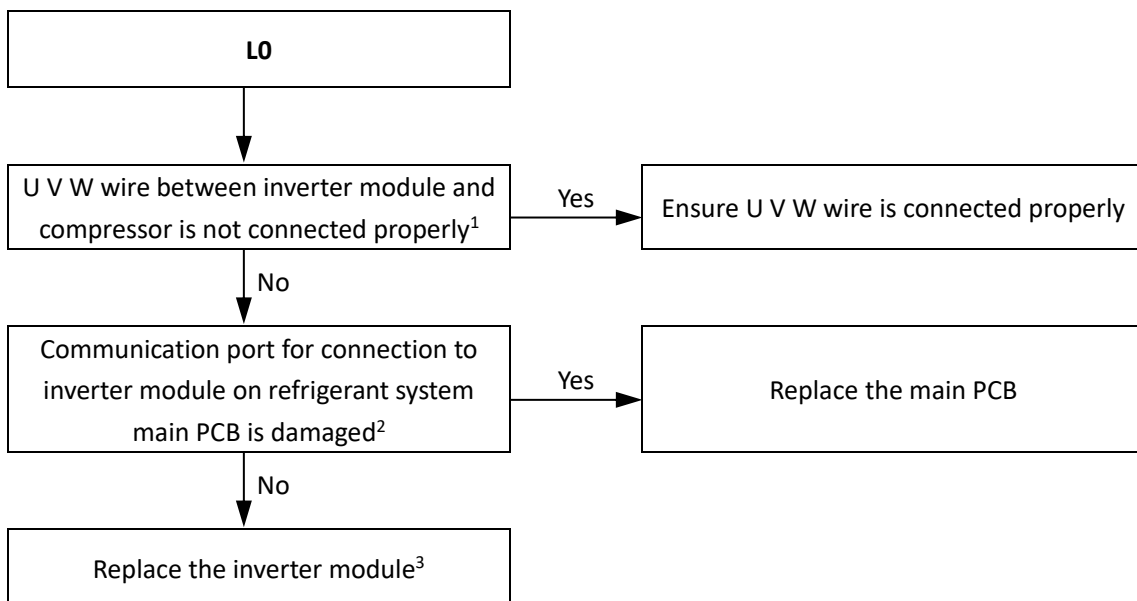 L0
U V W wire between inverter module and
compressor is not connected properly¹
Yes
Ensure U V W wire is connected properly
No
Communication port for connection to
inverter module on refrigerant system
main PCB is damaged²
Yes
Replace the main PCB
No
Replace the inverter module³